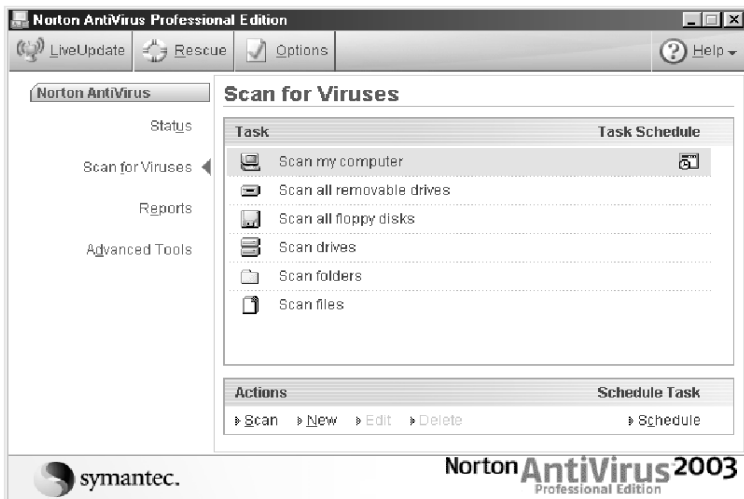 Norton AntiVirus Professional Edition
LiveUpdate Rescue Options Help
Norton AntiVirus
Status
Scan for Viruses
Reports
Advanced Tools
Scan for Viruses
Task Task Schedule
Scan my computer
Scan all removable drives
Scan all floppy disks
Scan drives
Scan folders
Scan files
Actions Schedule Task
Scan New Edit Delete Schedule
symantec.
Norton AntiVirus 2003
Professional Edition